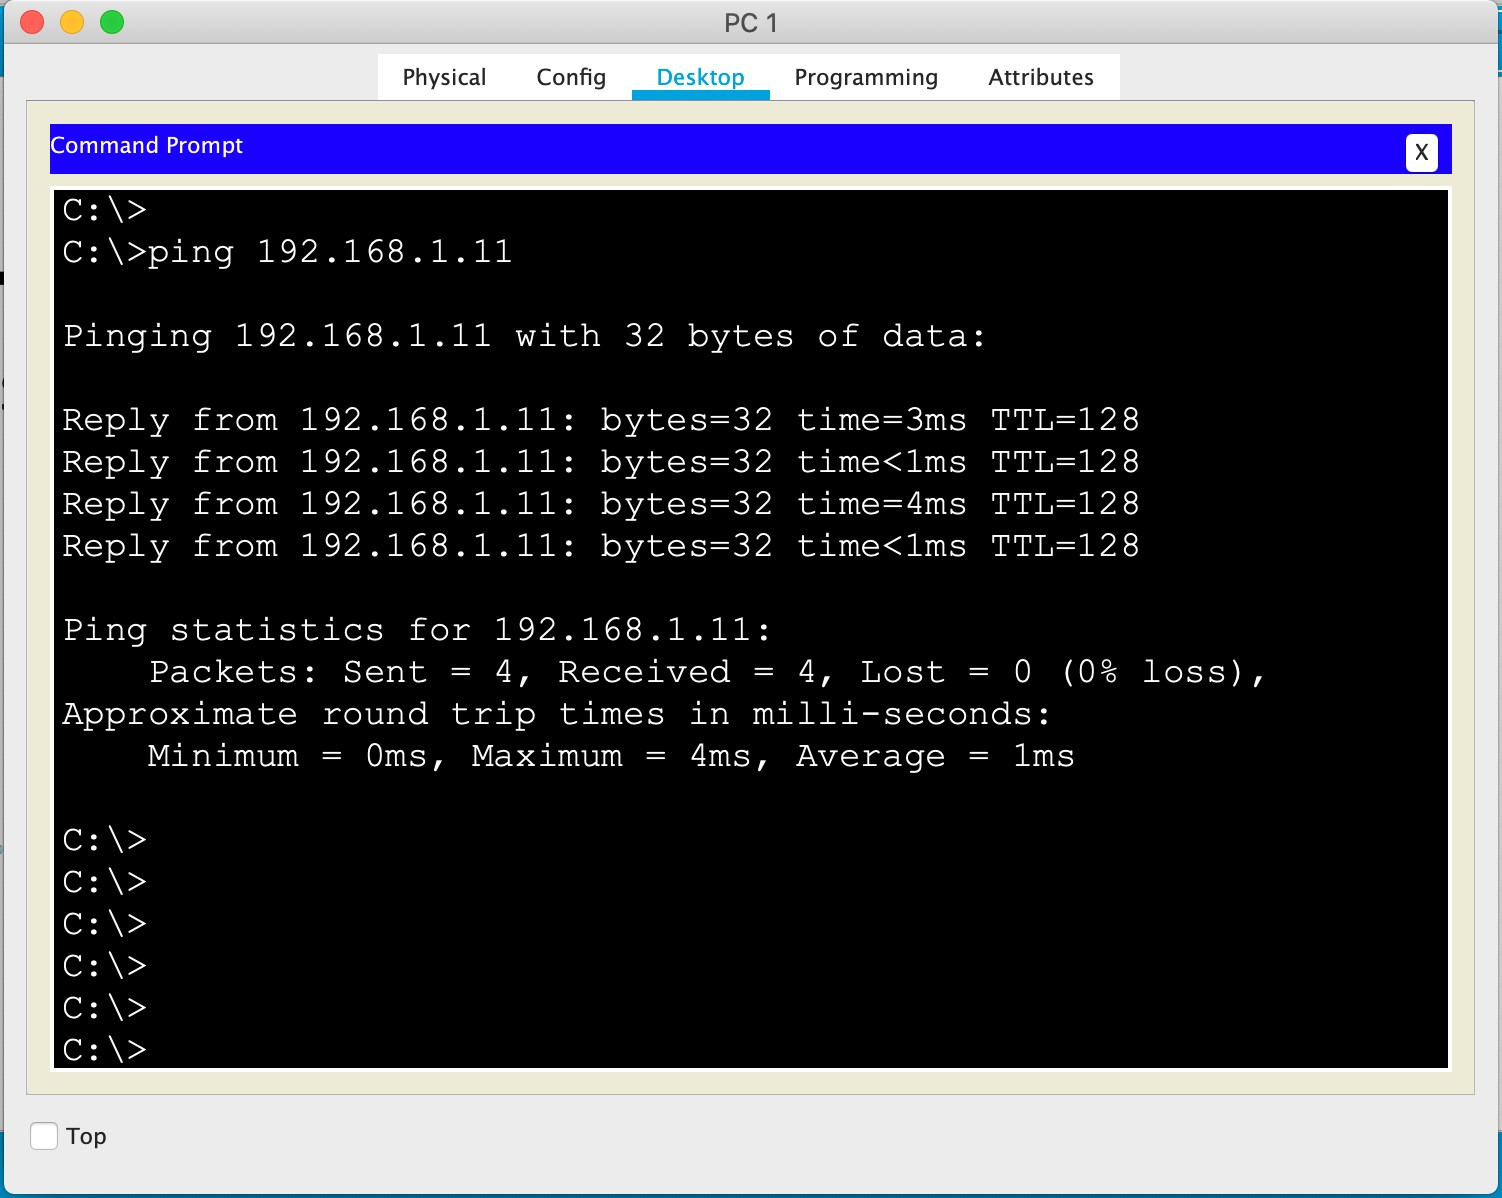 PC 1
Physical Config Desktop Programming Attributes
Command Prompt
X
C:\>
C:\>ping 192.168.1.11
Pinging 192.168.1.11 with 32 bytes of data:
Reply from 192.168.1.11: bytes=32 time=3ms TTL=128
Reply from 192.168.1.11: bytes=32 time<1ms TTL=128
Reply from 192.168.1.11: bytes=32 time=4ms TTL=128
Reply from 192.168.1.11: bytes=32 time<1ms TTL=128
Ping statistics for 192.168.1.11:
Packets: Sent = 4, Received = 4, Lost = 0 (0% loss),
Approximate round trip times in milli-seconds:
Minimum = 0ms, Maximum = 4ms, Average = 1ms
C:\>
C:\>
C:\>
C:\>
C:\>
C:\>
Top